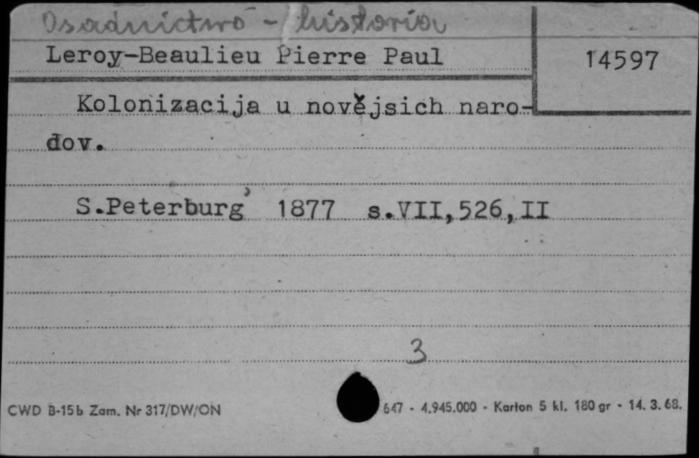 Osadnictwo - historia
Leroy-Beaulieu Pierre Paul
14597
Kolonizacija u novějsich naro-
dov.
S.Peterburg 1877 s.VII,526,II
3
CWD B-15b Zam. Nr 317/DW/ON
647 - 4.945.000 - Karton 5 kl. 180 gr - 14. 3. 68.